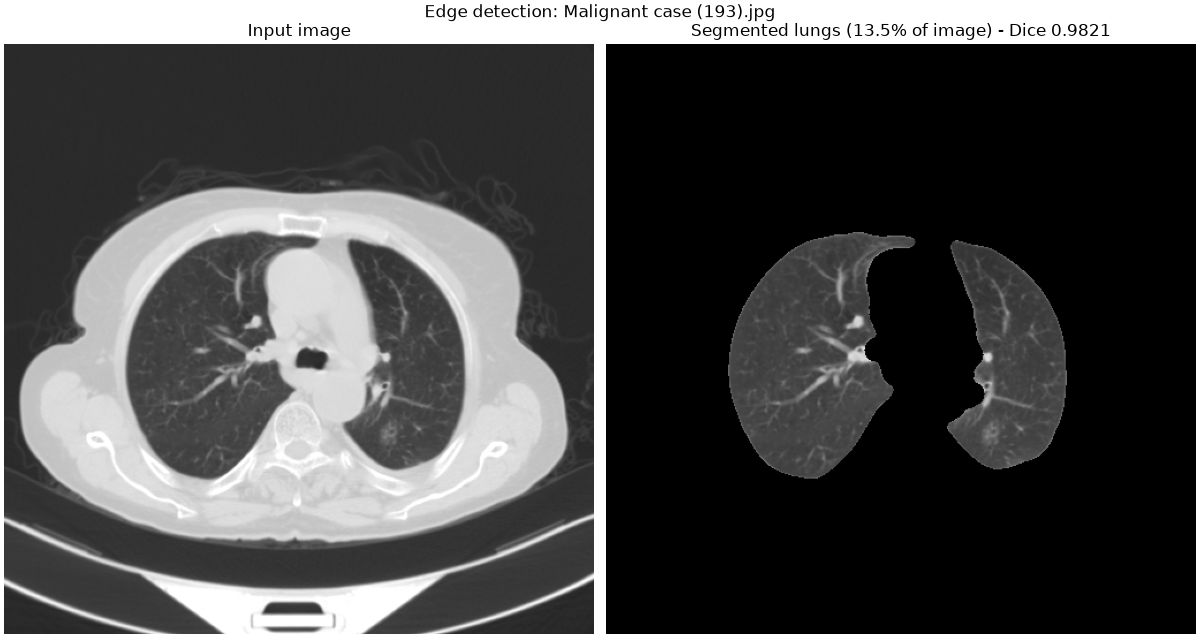 Edge detection: Malignant case (193).jpg
Input image
Segmented lungs (13.5% of image) - Dice 0.9821